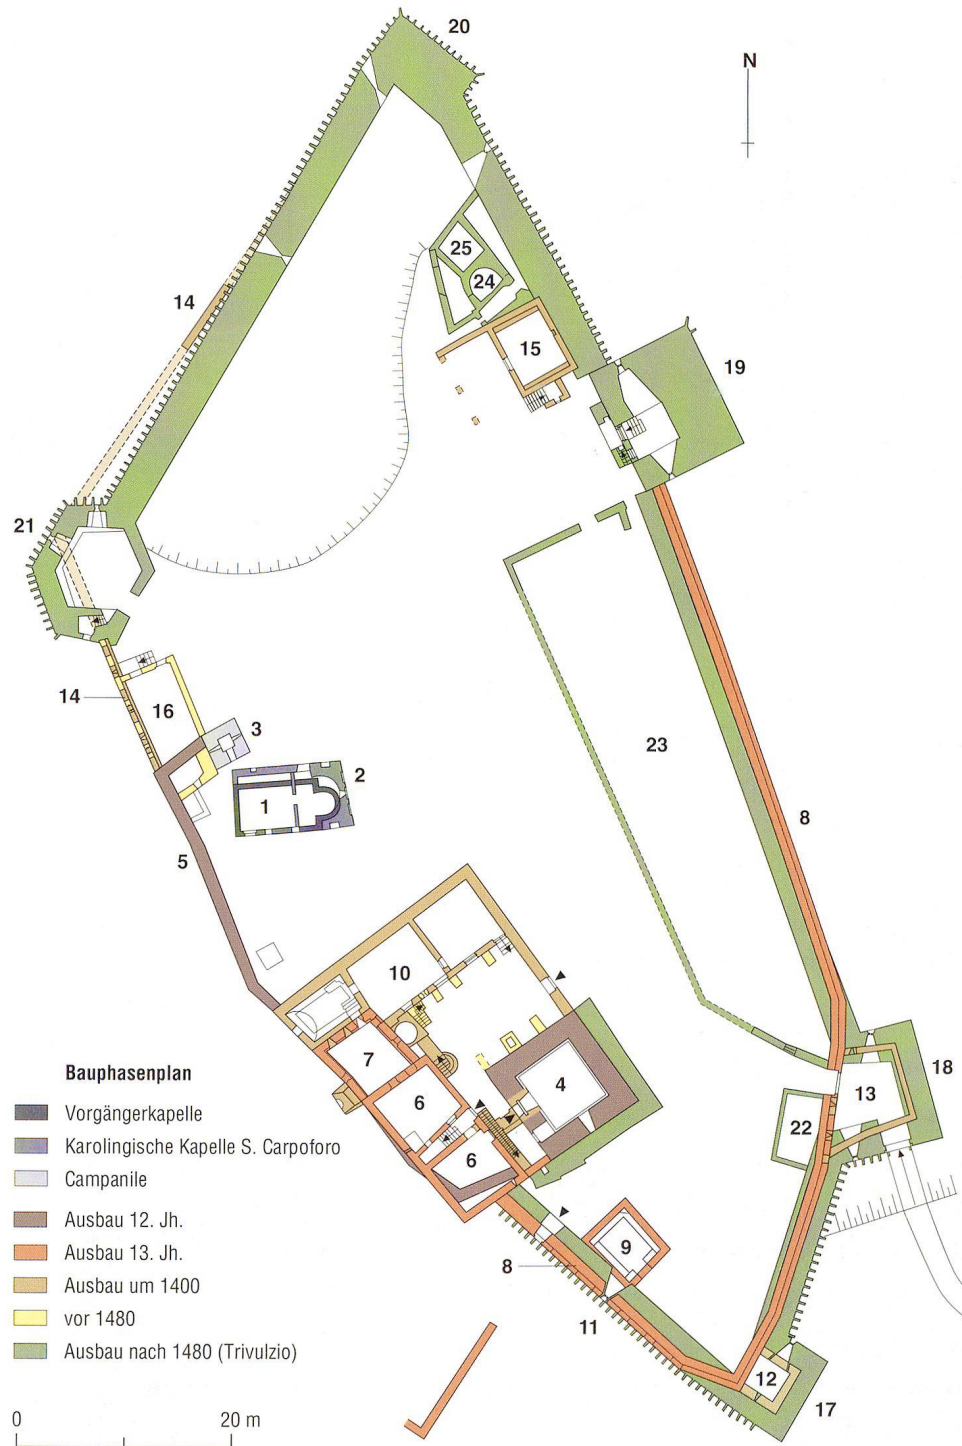 20
N
25
24
14
15
19
21
14
16
3
2
1
23
8
5
10
7
4
18
13
6
22
6
9
8
11
12
17
Bauphasenplan
Vorgängerkapelle
Karolingische Kapelle S. Carpoforo
Campanile
Ausbau 12. Jh.
Ausbau 13. Jh.
Ausbau um 1400
vor 1480
Ausbau nach 1480 (Trivulzio)
0 20 m